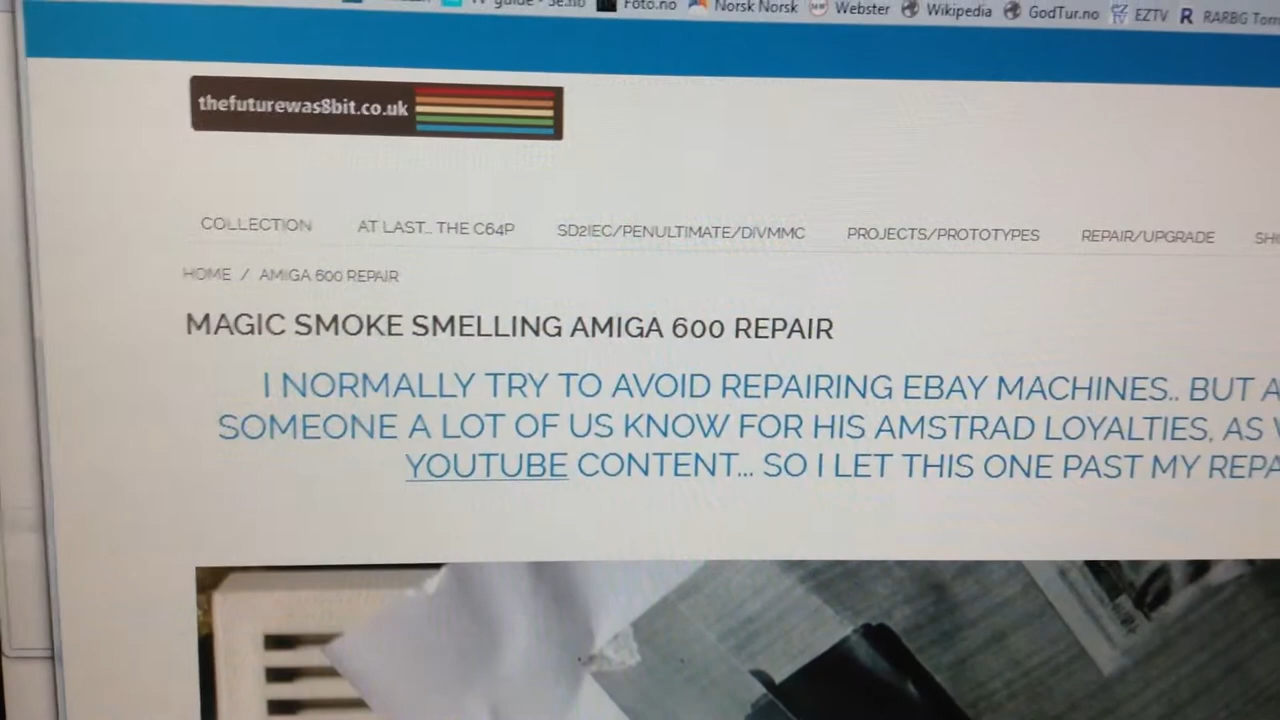 Foto.no Norsk Norsk Webster Wikipedia GodTur.no EZTV RARBG
thefuturewas8bit.co.uk
COLLECTION AT LAST... THE C64P SD2IEC/PENULTIMATE/DIVMMC PROJECTS/PROTOTYPES REPAIR/UPGRADE
HOME / AMIGA 600 REPAIR
MAGIC SMOKE SMELLING AMIGA 600 REPAIR
I NORMALLY TRY TO AVOID REPAIRING EBAY MACHINES.. BUT
SOMEONE A LOT OF US KNOW FOR HIS AMSTRAD LOYALTIES, AS
YOUTUBE CONTENT... SO I LET THIS ONE PAST MY